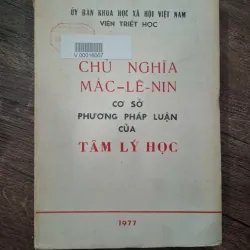 ỦY BAN KHOA HỌC XÃ HỘI VIỆT NAM
VIỆN TRIẾT HỌC
CHỦ NGHĨA
MÁC-LÊ-NIN
CƠ SỞ
PHƯƠNG PHÁP LUẬN
CỦA
TÂM LÝ HỌC
1977